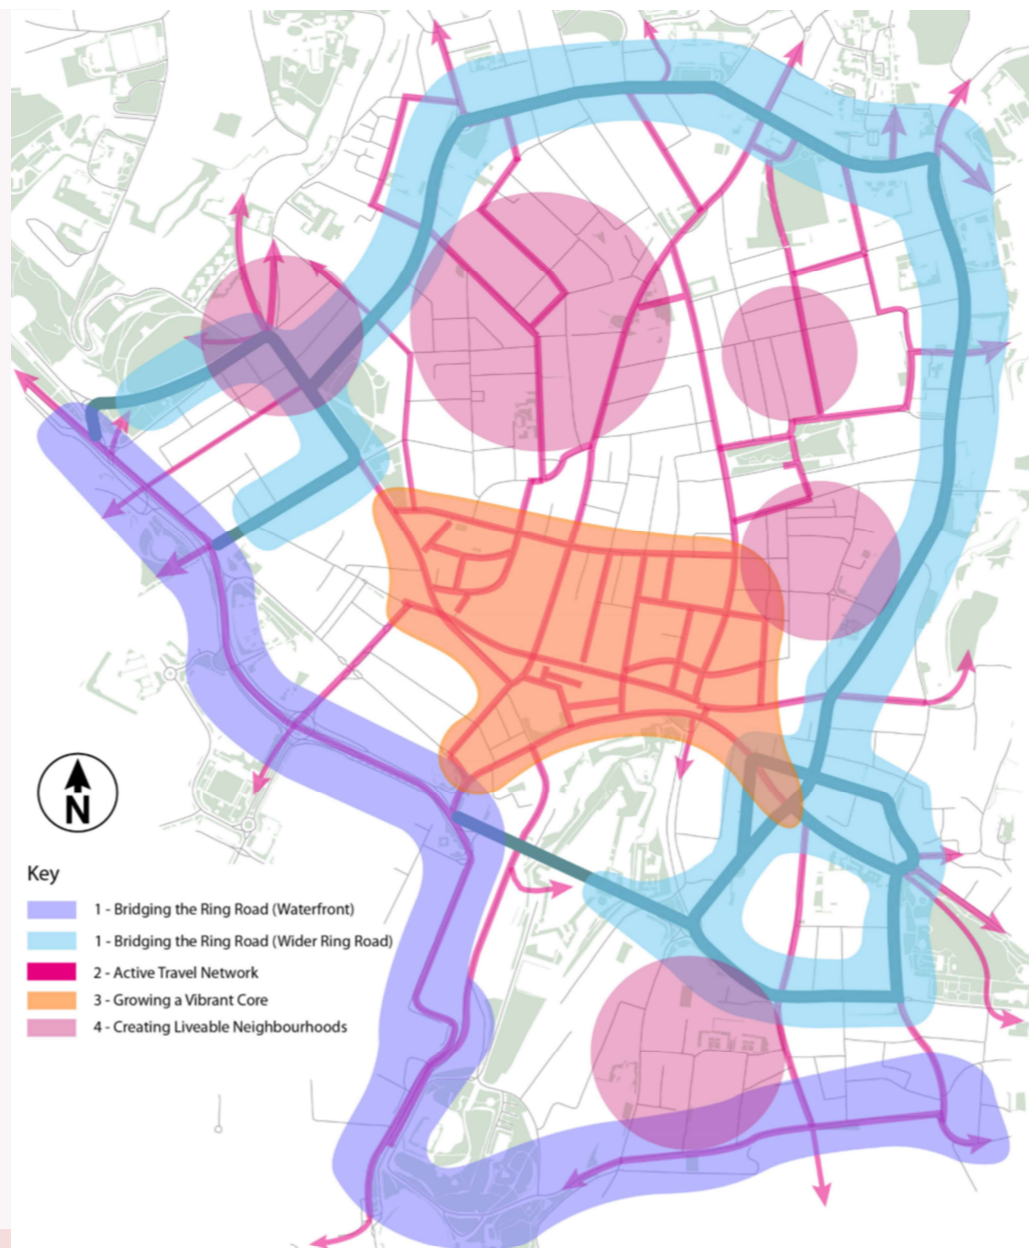 N
Key
1 - Bridging the Ring Road (Waterfront)
1 - Bridging the Ring Road (Wider Ring Road)
2 - Active Travel Network
3 - Growing a Vibrant Core
4 - Creating Liveable Neighbourhoods